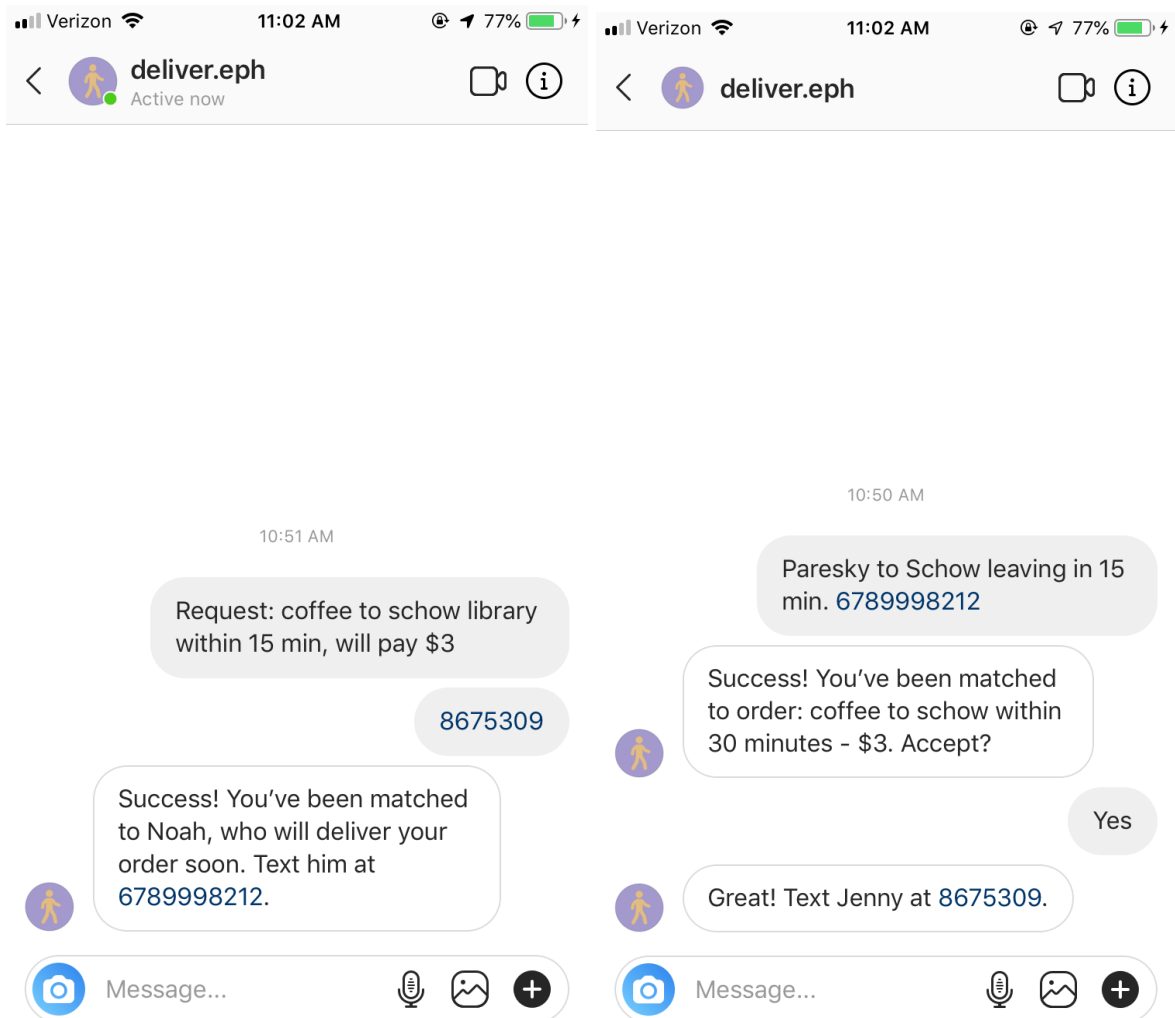 Verizon 11:02 AM 77%
deliver.eph
Active now
10:51 AM
Request: coffee to schow library
within 15 min, will pay $3
8675309
Success! You’ve been matched
to Noah, who will deliver your
order soon. Text him at
6789998212.
Message...
Verizon 11:02 AM 77%
deliver.eph
10:50 AM
Paresky to Schow leaving in 15
min. 6789998212
Success! You’ve been matched
to order: coffee to schow within
30 minutes - $3. Accept?
Yes
Great! Text Jenny at 8675309.
Message...